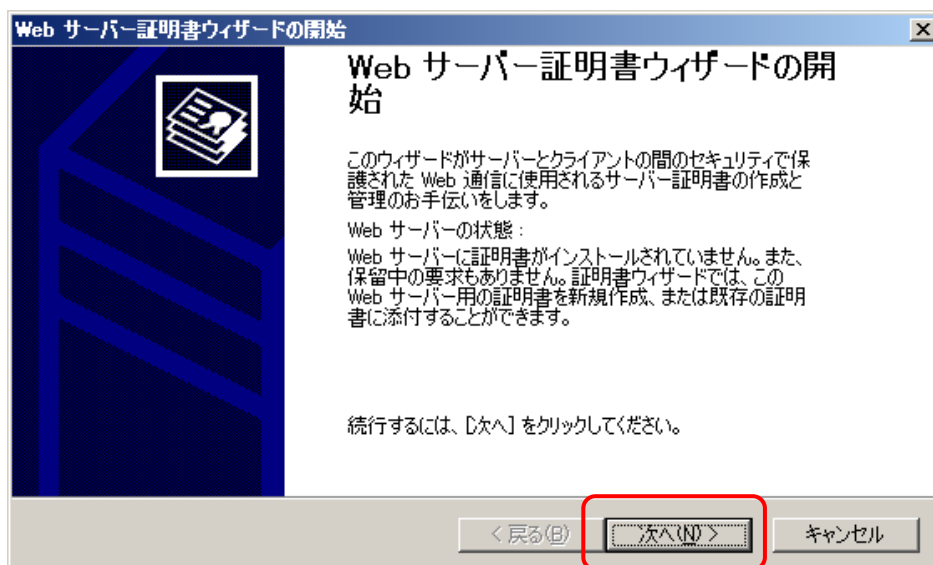 Web サーバー証明書ウィザードの開始
Web サーバー証明書ウィザードの開
始
このウィザードがサーバーとクライアントの間のセキュリティで保
護された Web 通信に使用されるサーバー証明書の作成と
管理のお手伝いをします。
Web サーバーの状態 :
Web サーバーに証明書がインストールされていません。また、
保留中の要求もありません。証明書ウィザードでは、この
Web サーバー用の証明書を新規作成、または既存の証明
書に添付することができます。
続行するには、[次へ] をクリックしてください。
< 戻る(B)
次へ(N) >
キャンセル